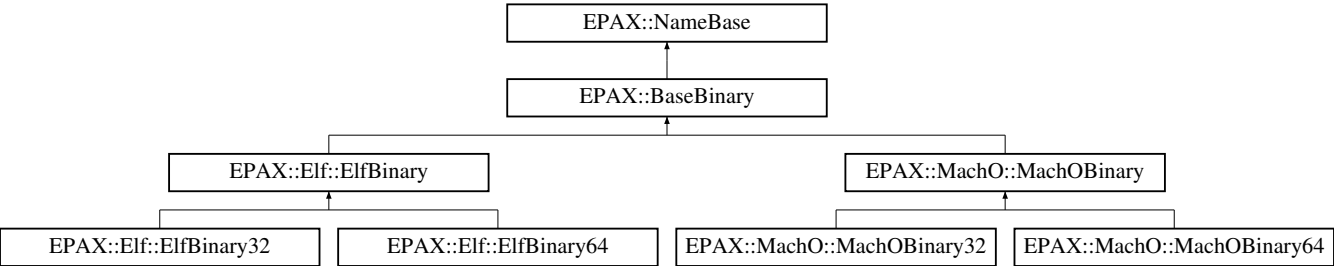 EPAX::NameBase
EPAX::BaseBinary
EPAX::Elf::ElfBinary
EPAX::MachO::MachOBinary
EPAX::Elf::ElfBinary32
EPAX::Elf::ElfBinary64
EPAX::MachO::MachOBinary32
EPAX::MachO::MachOBinary64